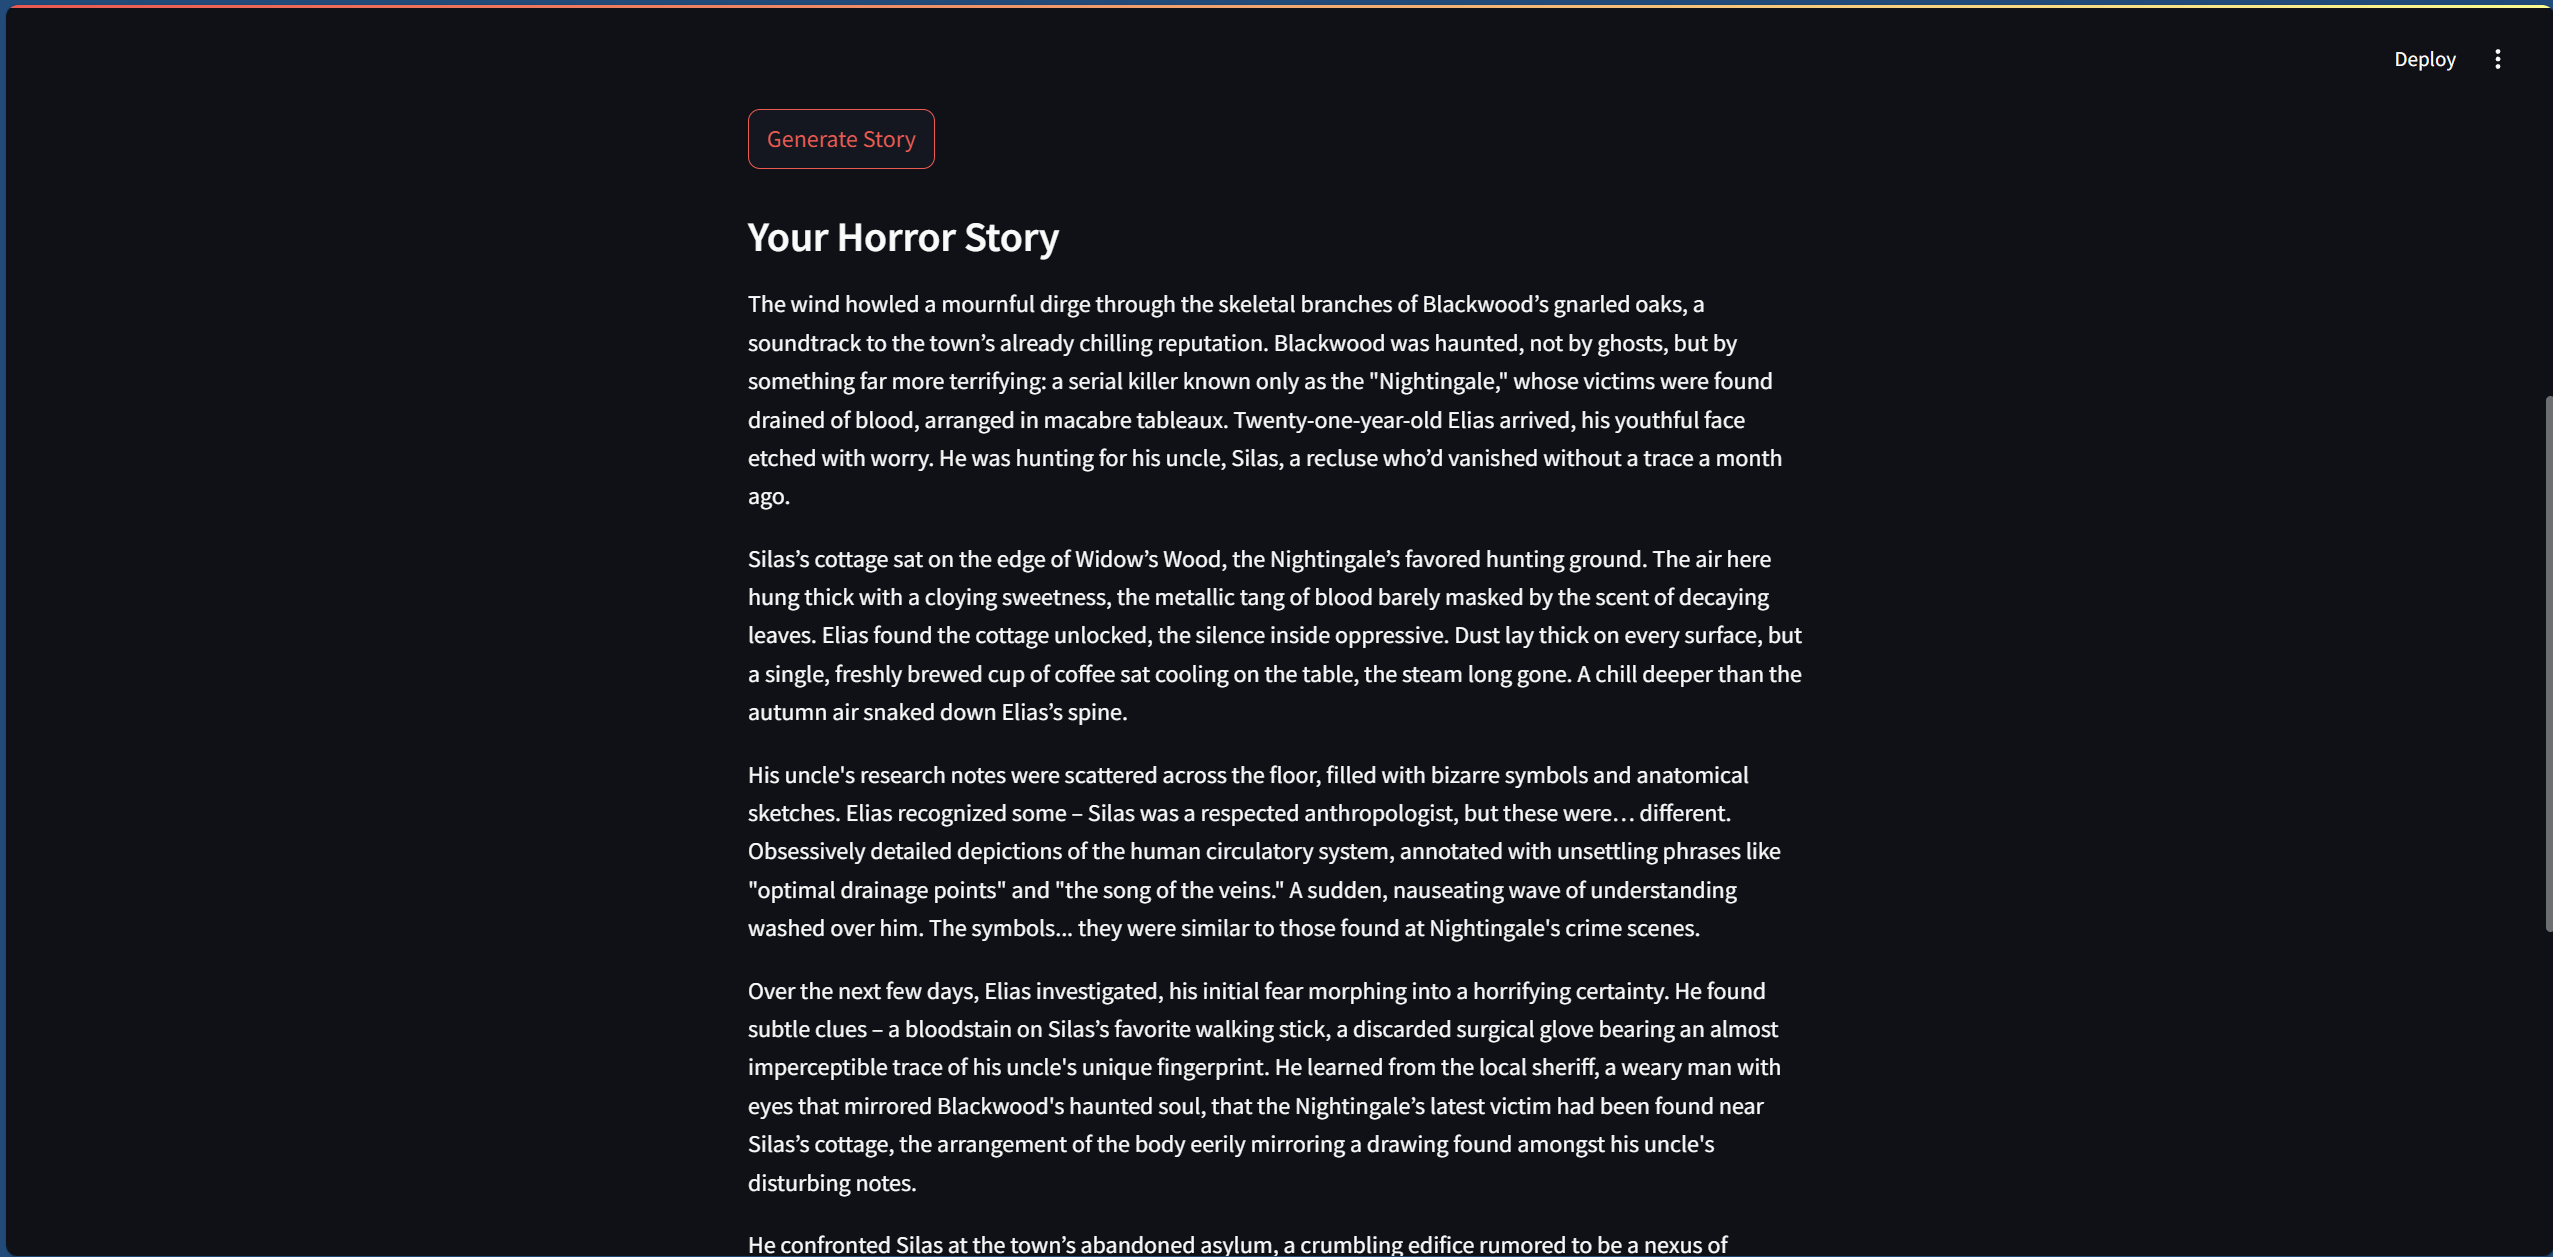 Deploy
Generate Story
Your Horror Story
The wind howled a mournful dirge through the skeletal branches of Blackwood’s gnarled oaks, a
soundtrack to the town’s already chilling reputation. Blackwood was haunted, not by ghosts, but by
something far more terrifying: a serial killer known only as the "Nightingale," whose victims were found
drained of blood, arranged in macabre tableaux. Twenty-one-year-old Elias arrived, his youthful face
etched with worry. He was hunting for his uncle, Silas, a recluse who’d vanished without a trace a month
ago.
Silas’s cottage sat on the edge of Widow’s Wood, the Nightingale’s favored hunting ground. The air here
hung thick with a cloying sweetness, the metallic tang of blood barely masked by the scent of decaying
leaves. Elias found the cottage unlocked, the silence inside oppressive. Dust lay thick on every surface, but
a single, freshly brewed cup of coffee sat cooling on the table, the steam long gone. A chill deeper than the
autumn air snaked down Elias’s spine.
His uncle's research notes were scattered across the floor, filled with bizarre symbols and anatomical
sketches. Elias recognized some – Silas was a respected anthropologist, but these were… different.
Obsessively detailed depictions of the human circulatory system, annotated with unsettling phrases like
"optimal drainage points" and "the song of the veins." A sudden, nauseating wave of understanding
washed over him. The symbols... they were similar to those found at Nightingale's crime scenes.
Over the next few days, Elias investigated, his initial fear morphing into a horrifying certainty. He found
subtle clues – a bloodstain on Silas’s favorite walking stick, a discarded surgical glove bearing an almost
imperceptible trace of his uncle's unique fingerprint. He learned from the local sheriff, a weary man with
eyes that mirrored Blackwood's haunted soul, that the Nightingale’s latest victim had been found near
Silas’s cottage, the arrangement of the body eerily mirroring a drawing found amongst his uncle's
disturbing notes.
He confronted Silas at the town’s abandoned asylum, a crumbling edifice rumored to be a nexus of